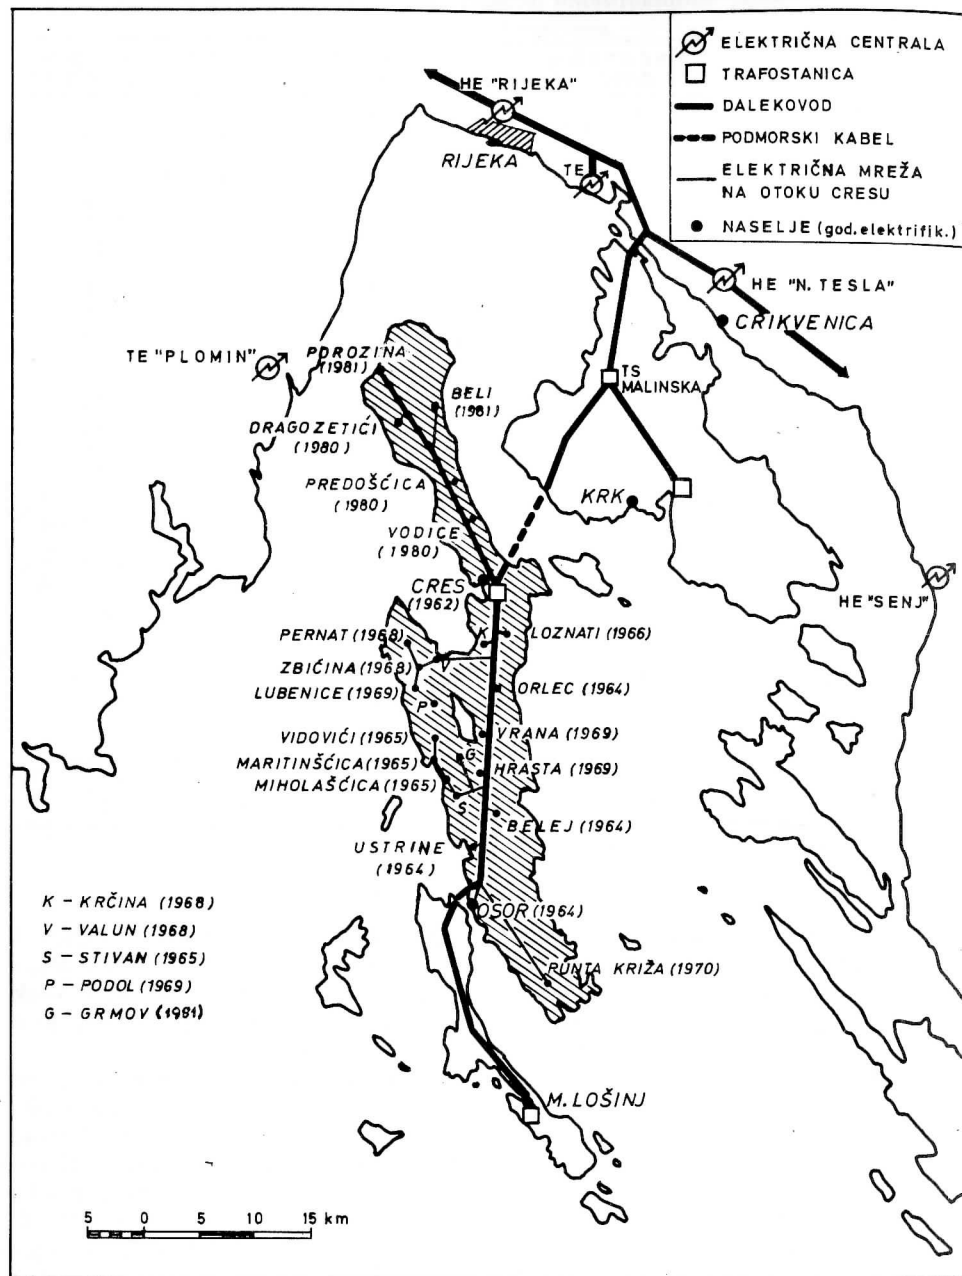 ELEKTRIČNA CENTRALA
TRAFOSTANICA
DALEKOVOD
PODMORSKI KABEL
ELEKTRIČNA MREŽA
NA OTOKU CRESU
NASELJE (god.elektrifik.)
HE "RIJEKA"
RIJEKA
TE
HE "N. TESLA"
CRIKVENICA
TE "PLOMIN"
POROZINA
(1981)
TS
MALINSKA
BELI
(1981)
DRAGOZETIĆI
(1980)
PREDOŠĆICA
(1980)
KRK
VODICE
(1980)
CRES
(1962)
HE "SENJ"
PERNAT (1968)
K
LOZNATI (1966)
ZBIĆINA (1968)
V
LUBENICE (1969)
ORLEC (1964)
P
VIDOVIĆI (1965)
VRANA (1969)
MARITINŠĆICA (1965)
G
HRASTA (1969)
MIHOLAŠĆICA (1965)
S
BELEJ (1964)
USTRINE
(1964)
OSOR (1964)
PUNTA KRIŽA (1970)
K – KRČINA (1968)
V – VALUN (1968)
S – STIVAN (1965)
P – PODOL (1969)
G – GRMOV (1981)
M. LOŠINJ
5 0 5 10 15 km